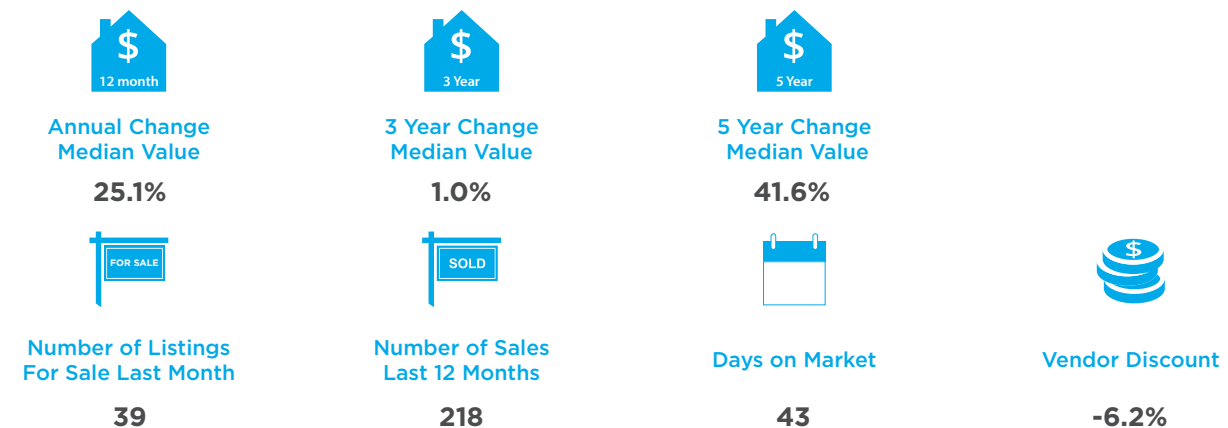 $
12 month
$
3 Year
$
5 Year
Annual Change
Median Value
25.1%
3 Year Change
Median Value
1.0%
5 Year Change
Median Value
41.6%
FOR SALE
SOLD
$
Number of Listings
For Sale Last Month
39
Number of Sales
Last 12 Months
218
Days on Market
43
Vendor Discount
-6.2%